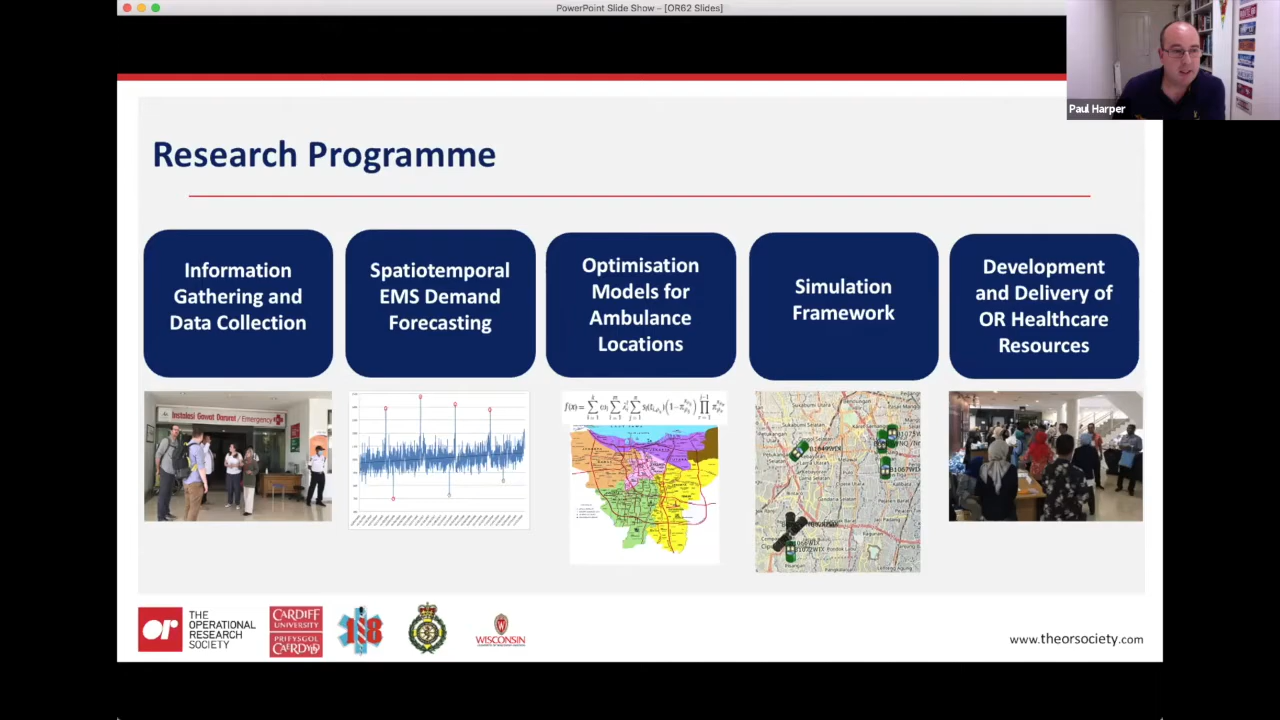 PowerPoint Slide Show – [OR62 Slides]
Paul Harper
Research Programme
Information
Gathering and
Data Collection
Spatiotemporal
EMS Demand
Forecasting
Optimisation
Models for
Ambulance
Locations
Simulation
Framework
Development
and Delivery of
OR Healthcare
Resources
Instalasi Gawat Darurat / Emergency
or
THE
OPERATIONAL
RESEARCH
SOCIETY
CARDIFF
UNIVERSITY
PRIFYSGOL
CAERDYDD
118
WISCONSIN
www.theorsociety.com